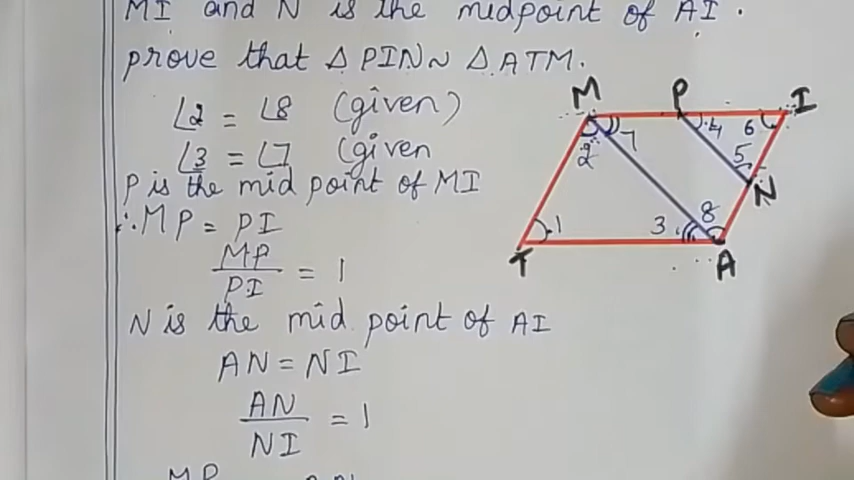 MI and N is the midpoint of AI.
prove that Δ PIN ~ Δ ATM.
∠2 = ∠8 (given)
∠3 = ∠7 (given
P is the mid point of MI
∴ MP = PI
MP/PI = 1
N is the mid point of AI
AN = NI
AN/NI = 1
MP
M P I
7 4 6
2 5
N
1 3 8
T A